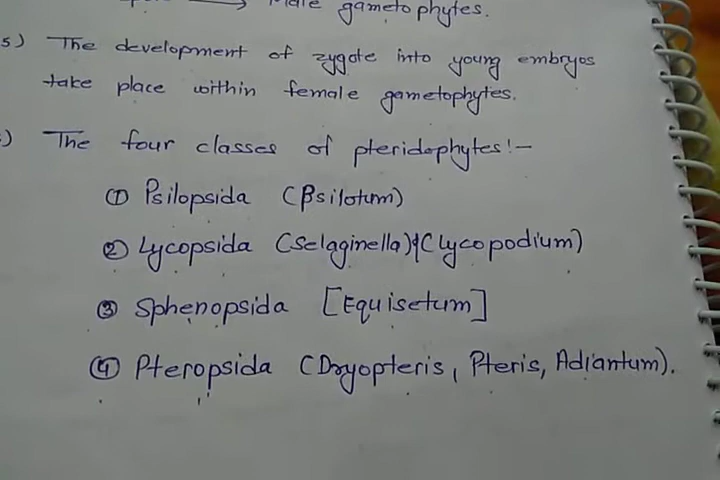 ⟶ Male gametophytes.
5) The development of zygote into young embryos
take place within female gametophytes.
) The four classes of pteridophytes!-
① Psilopsida (Psilotum)
② Lycopsida (Selaginella)&(Lycopodium)
③ Sphenopsida [Equisetum]
④ Pteropsida (Dryopteris, Pteris, Adiantum).